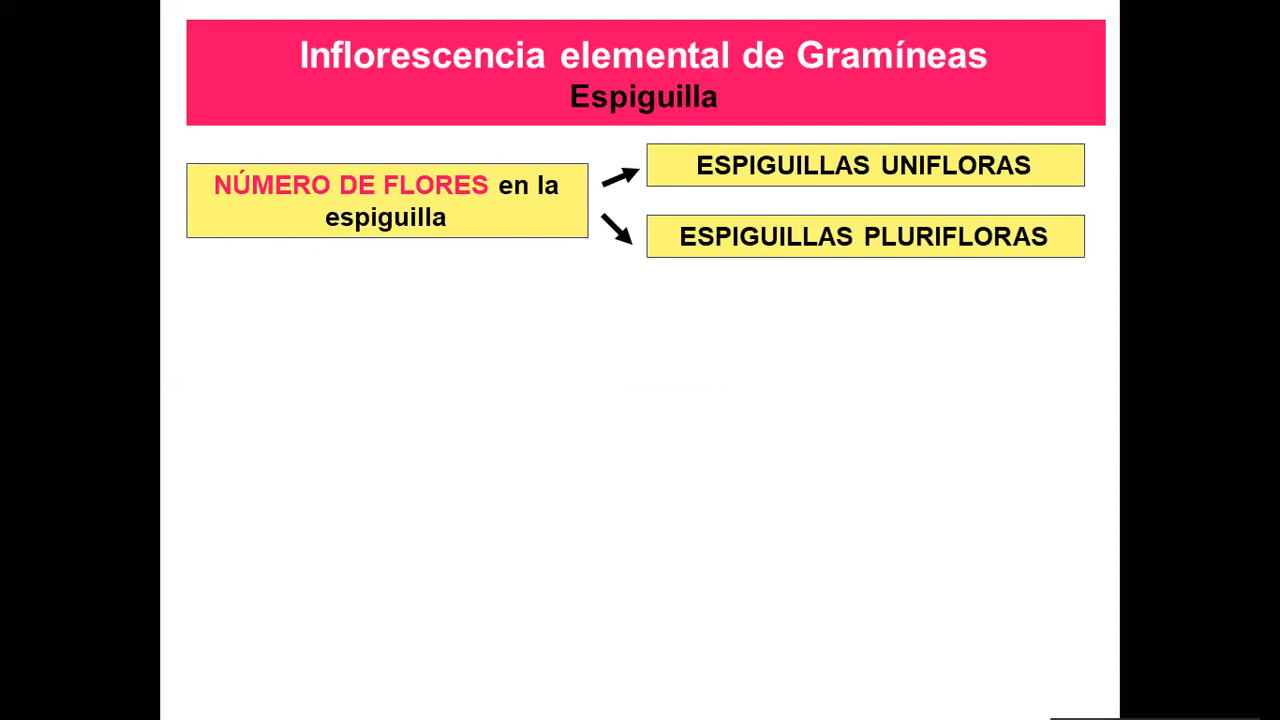 Inflorescencia elemental de Gramíneas
Espiguilla
NÚMERO DE FLORES en la
espiguilla
ESPIGUILLAS UNIFLORAS
ESPIGUILLAS PLURIFLORAS